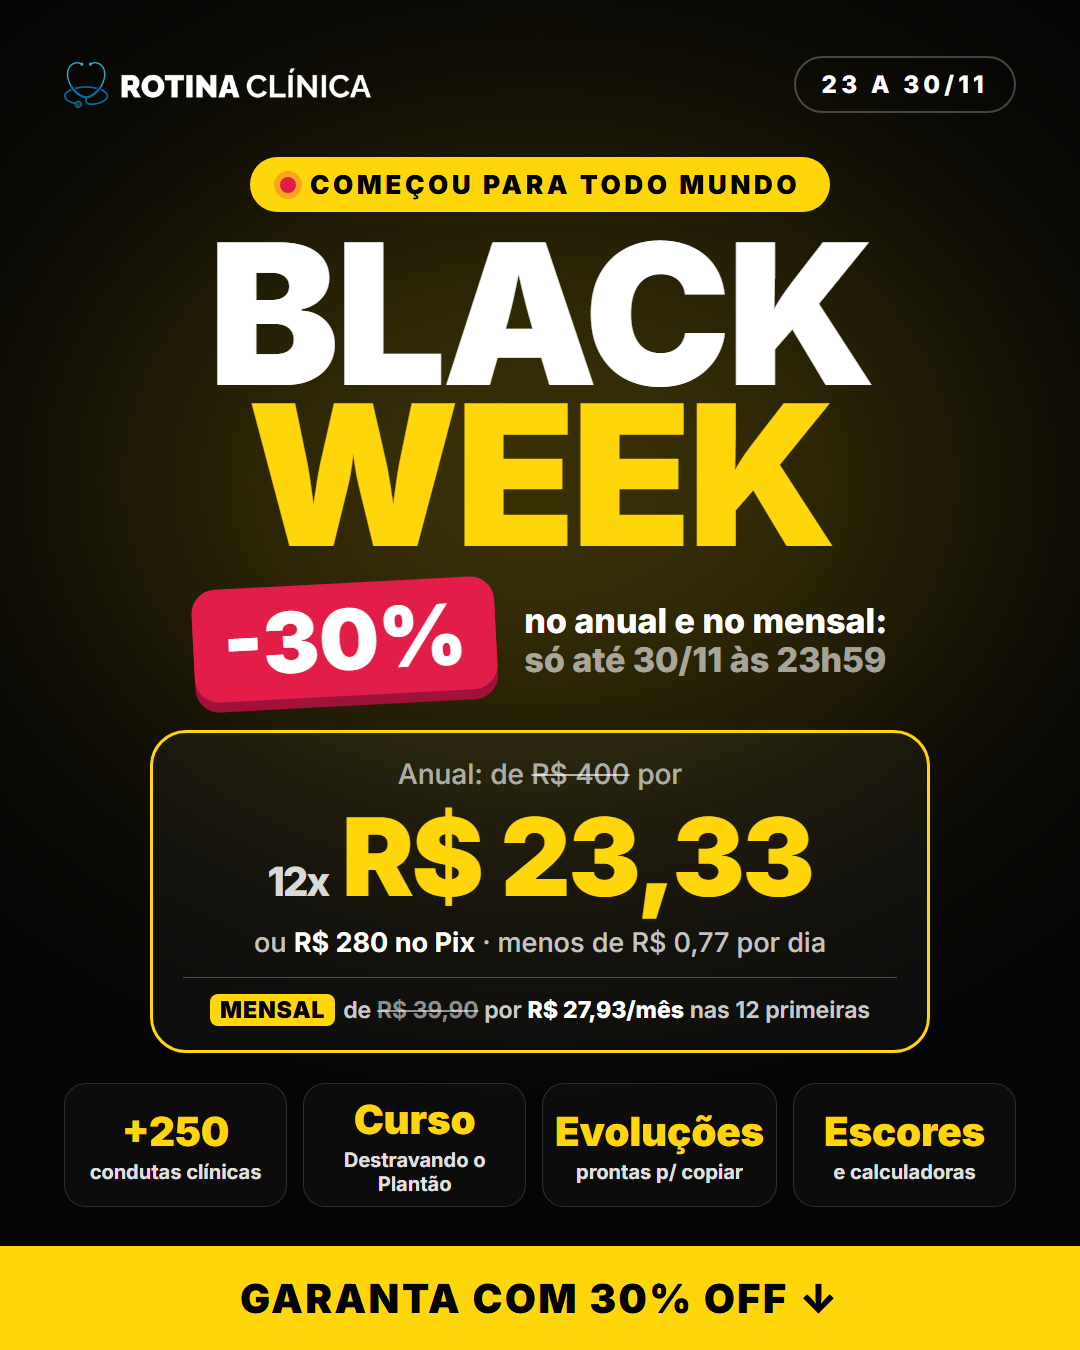 ROTINA CLÍNICA
23 A 30/11
COMEÇOU PARA TODO MUNDO
BLACK
WEEK
-30%
no anual e no mensal:
só até 30/11 às 23h59
Anual: de R$ 400 por
12x R$ 23,33
ou R$ 280 no Pix · menos de R$ 0,77 por dia
MENSAL de R$ 39,90 por R$ 27,93/mês nas 12 primeiras
+250
condutas clínicas
Curso
Destravando o
Plantão
Evoluções
prontas p/ copiar
Escores
e calculadoras
GARANTA COM 30% OFF ↓